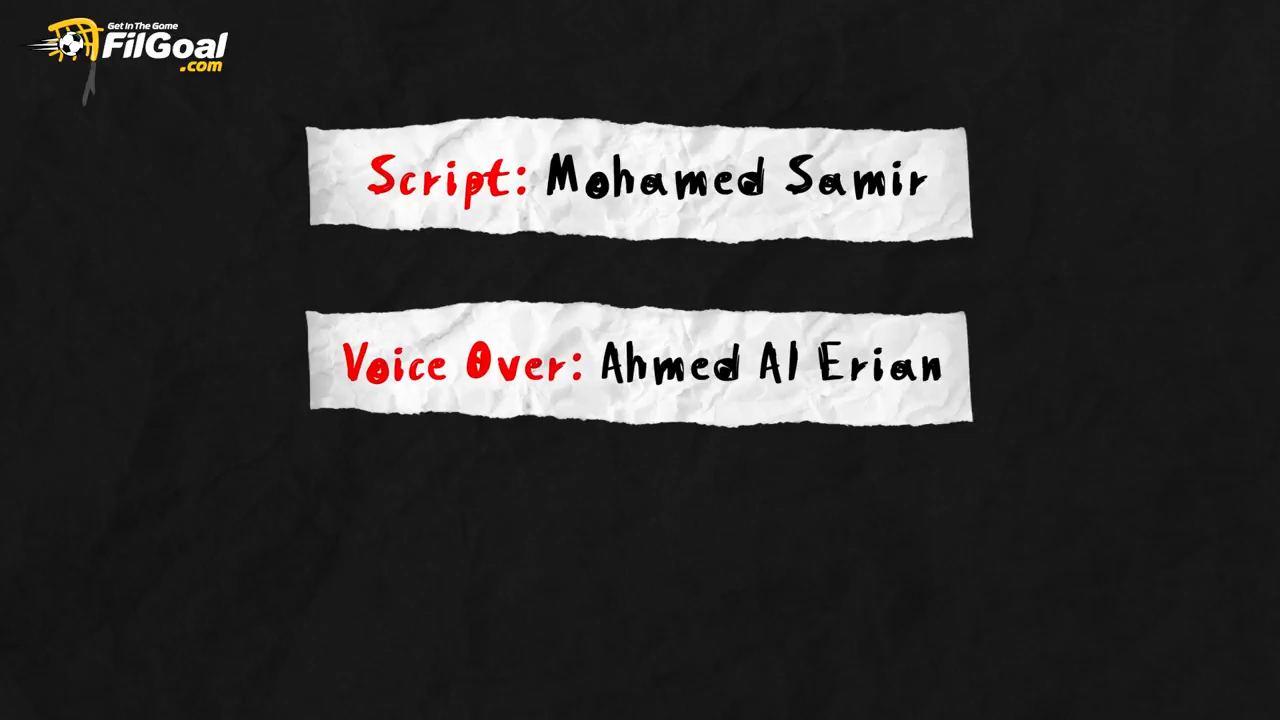 Get In The Game
FilGoal
.com
Script: Mohamed Samir
Voice Over: Ahmed Al Erian